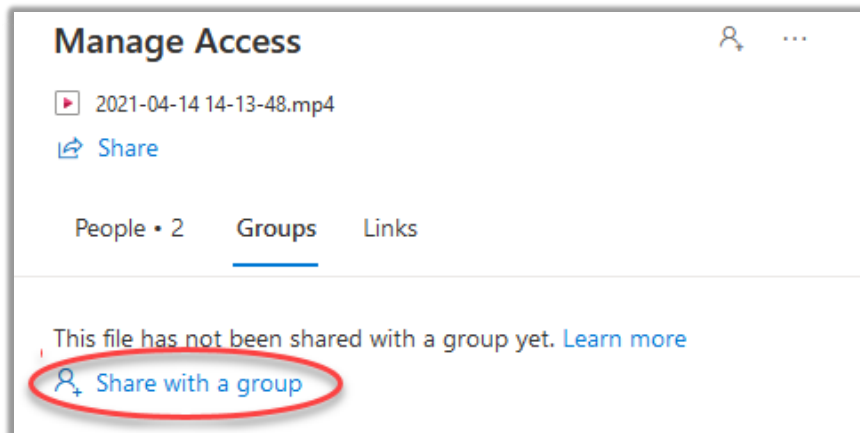 Manage Access
2021-04-14 14-13-48.mp4
Share
People • 2 Groups Links
This file has not been shared with a group yet. Learn more
Share with a group